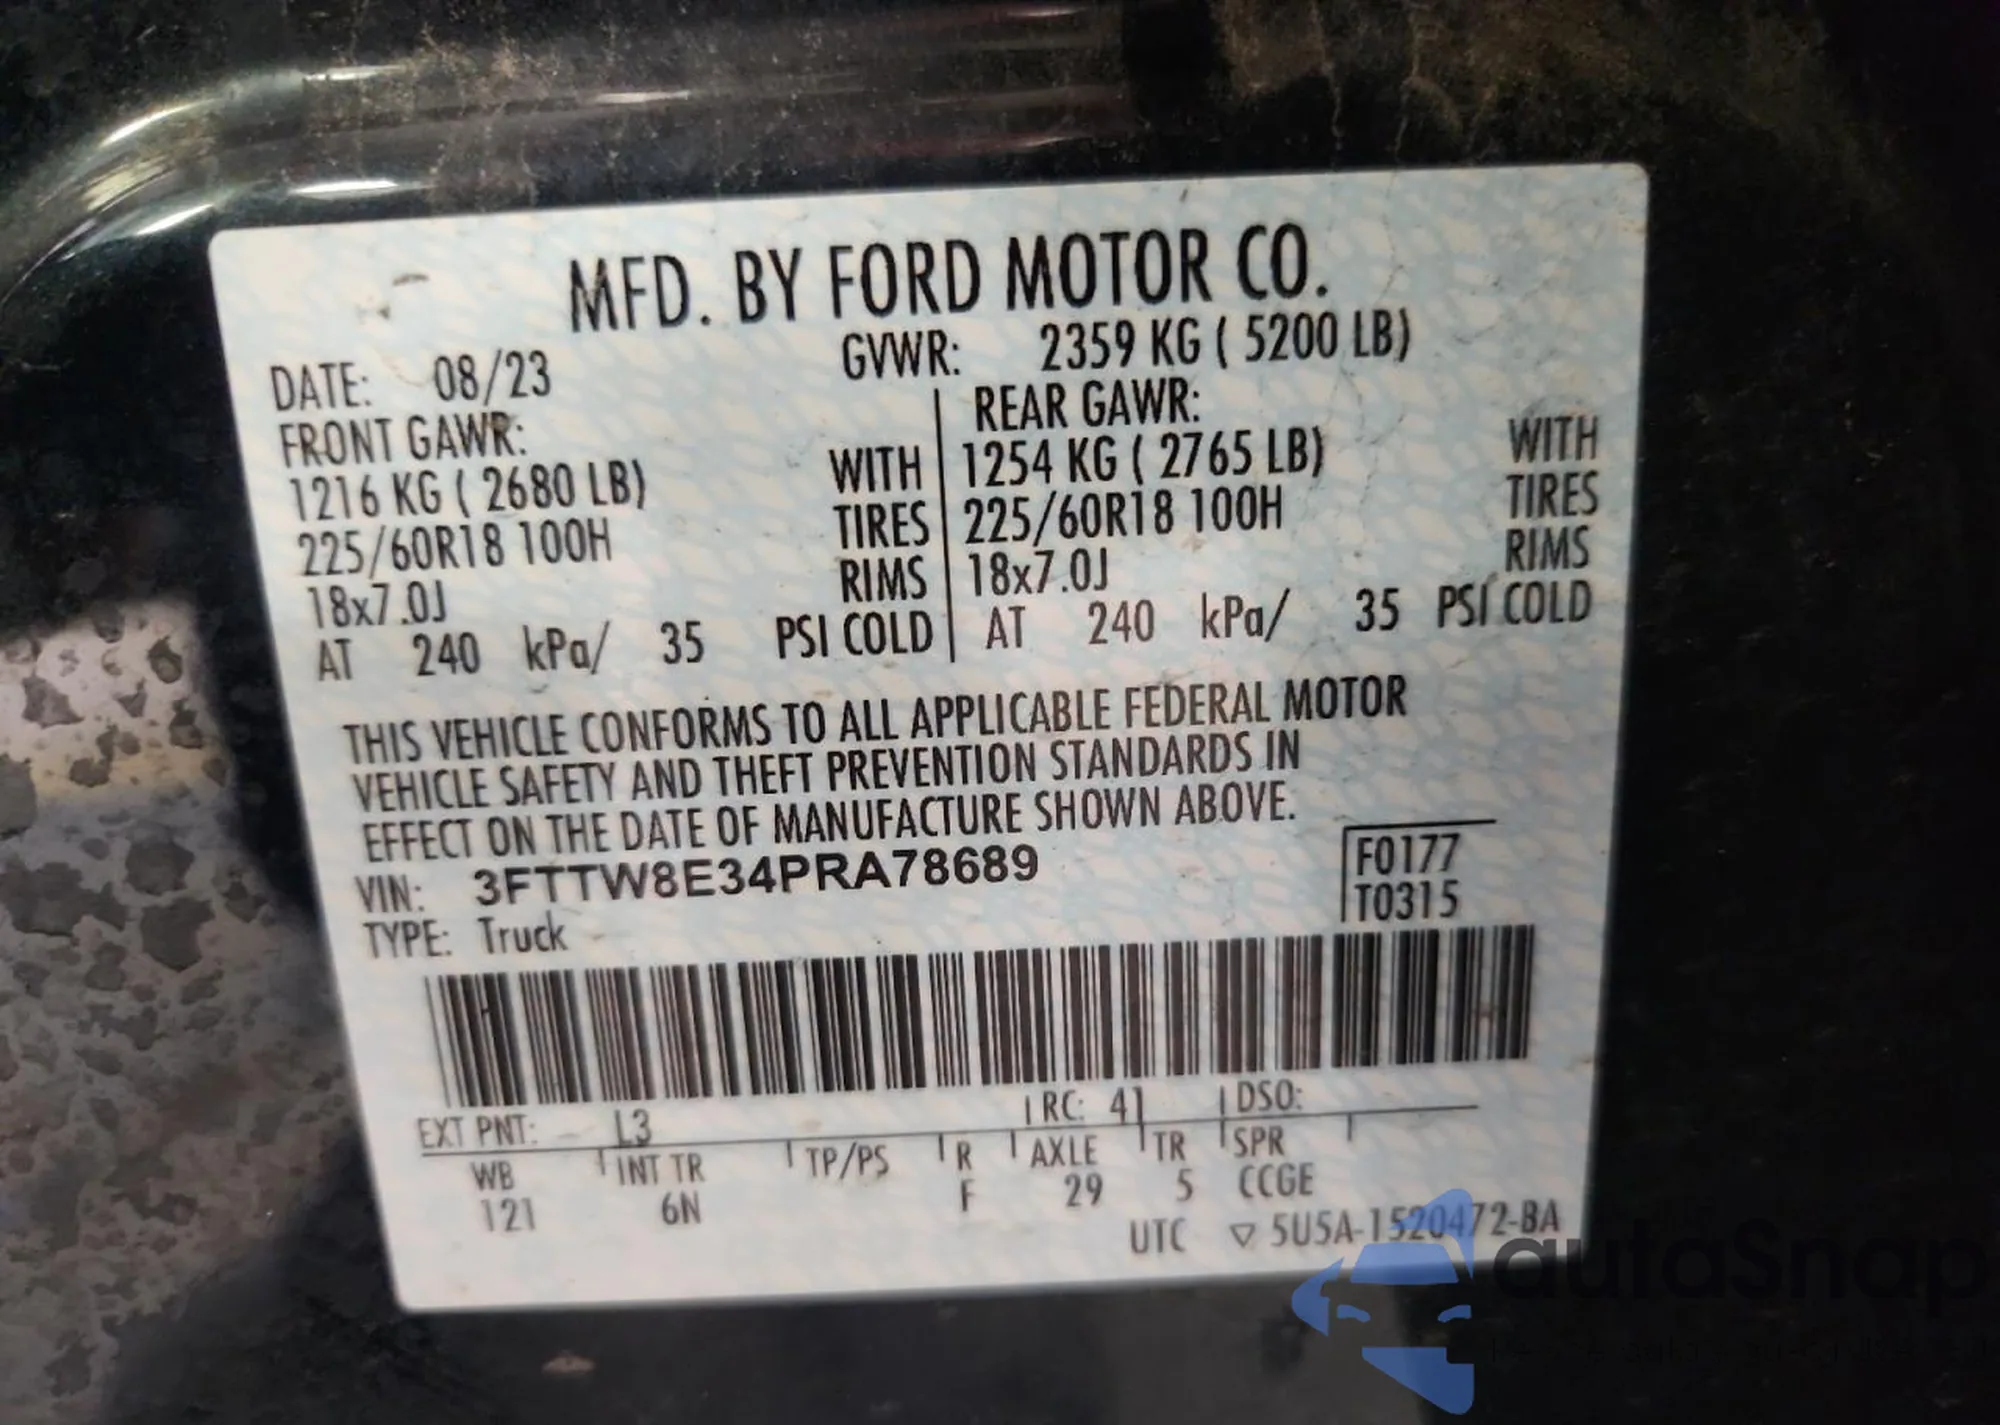 MFD. BY FORD MOTOR CO.
DATE: 08/23 GVWR: 2359 KG ( 5200 LB)
FRONT GAWR: REAR GAWR:
1216 KG ( 2680 LB) WITH 1254 KG ( 2765 LB) WITH
225/60R18 100H TIRES 225/60R18 100H TIRES
18x7.0J RIMS 18x7.0J RIMS
AT 240 kPa/ 35 PSI COLD AT 240 kPa/ 35 PSI COLD
THIS VEHICLE CONFORMS TO ALL APPLICABLE FEDERAL MOTOR
VEHICLE SAFETY AND THEFT PREVENTION STANDARDS IN
EFFECT ON THE DATE OF MANUFACTURE SHOWN ABOVE.
VIN: 3FTTW8E34PRA78689 F0177
TYPE: Truck T0315
EXT PNT: L3 RC: 41 DSO:
WB INT TR TP/PS R AXLE TR SPR
121 6N F 29 5 CCGE
UTC ▽ 5U5A-1520472-BA
autoSnap